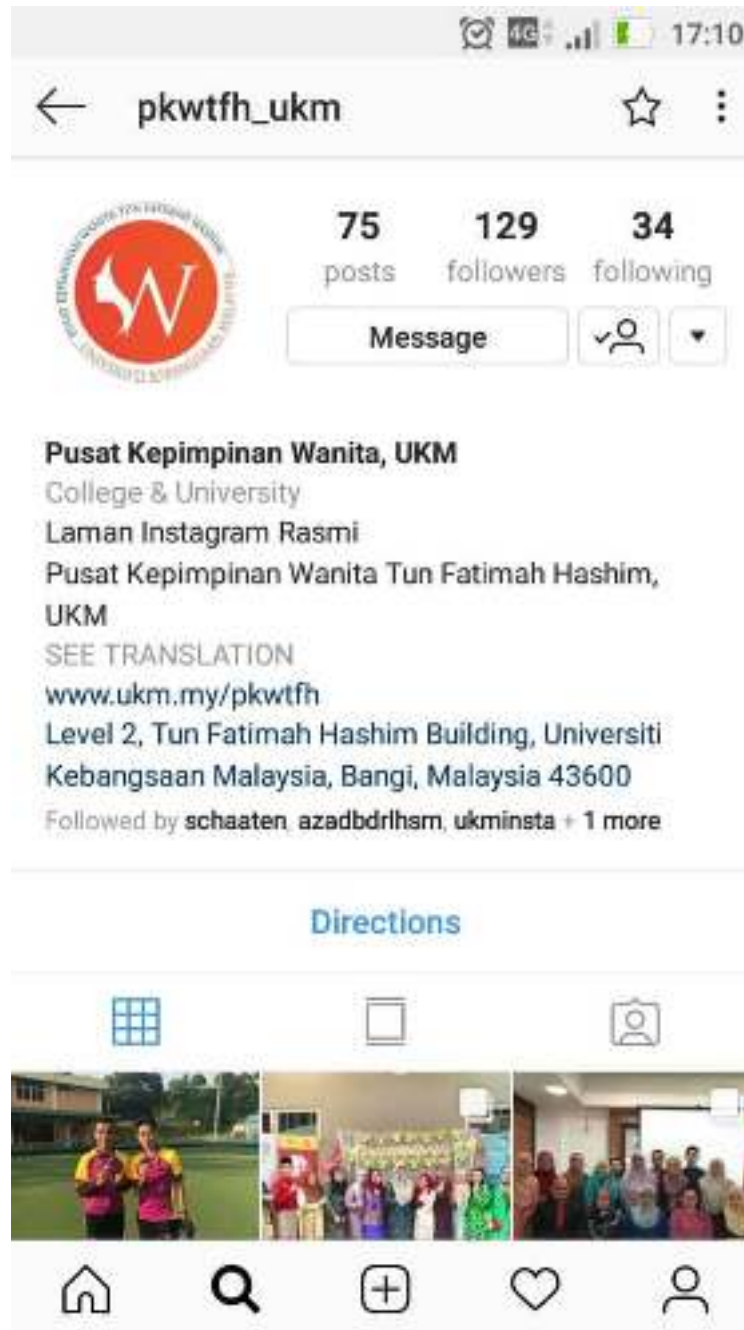 4G 17:10
pkwtfh_ukm
75 129 34
posts followers following
Message
W
Pusat Kepimpinan Wanita, UKM
College & University
Laman Instagram Rasmi
Pusat Kepimpinan Wanita Tun Fatimah Hashim,
UKM
SEE TRANSLATION
www.ukm.my/pkwtfh
Level 2, Tun Fatimah Hashim Building, Universiti
Kebangsaan Malaysia, Bangi, Malaysia 43600
Followed by schaaten, azadbdrlhsm, ukminsta + 1 more
Directions